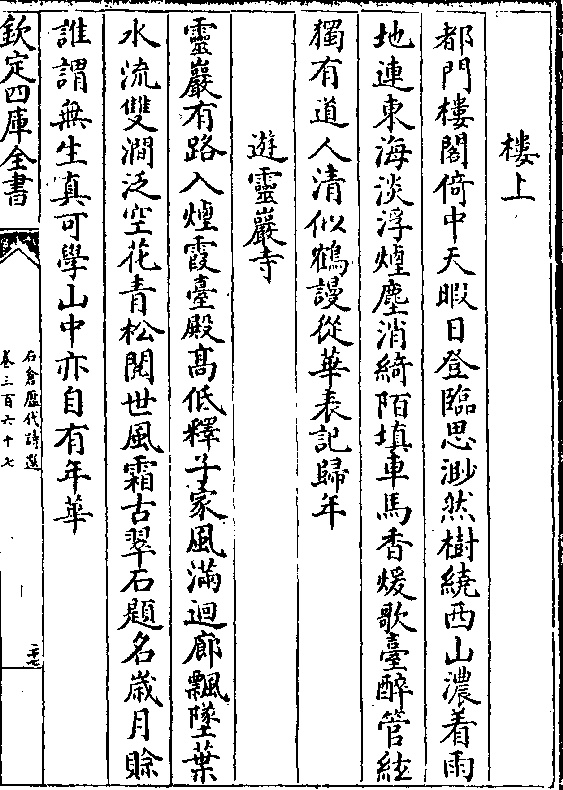 樓上
都門樓閣倚中天暇日登臨思渺然樹繞西山濃着雨
地連東海淡浮煙塵消綺陌填車馬香煖歌臺醉管絃
獨有道人清似鶴謾從華表記歸年
遊靈巖寺
靈巖有路入煙霞臺殿高低釋子家風滿迴廊飄墜葉
水流雙澗泛空花青松閱世風霜古翠石題名歲月賒
誰謂無生真可學山中亦自有年華
欽定四庫全書
石倉歷代詩選
卷三百六十七
二十七